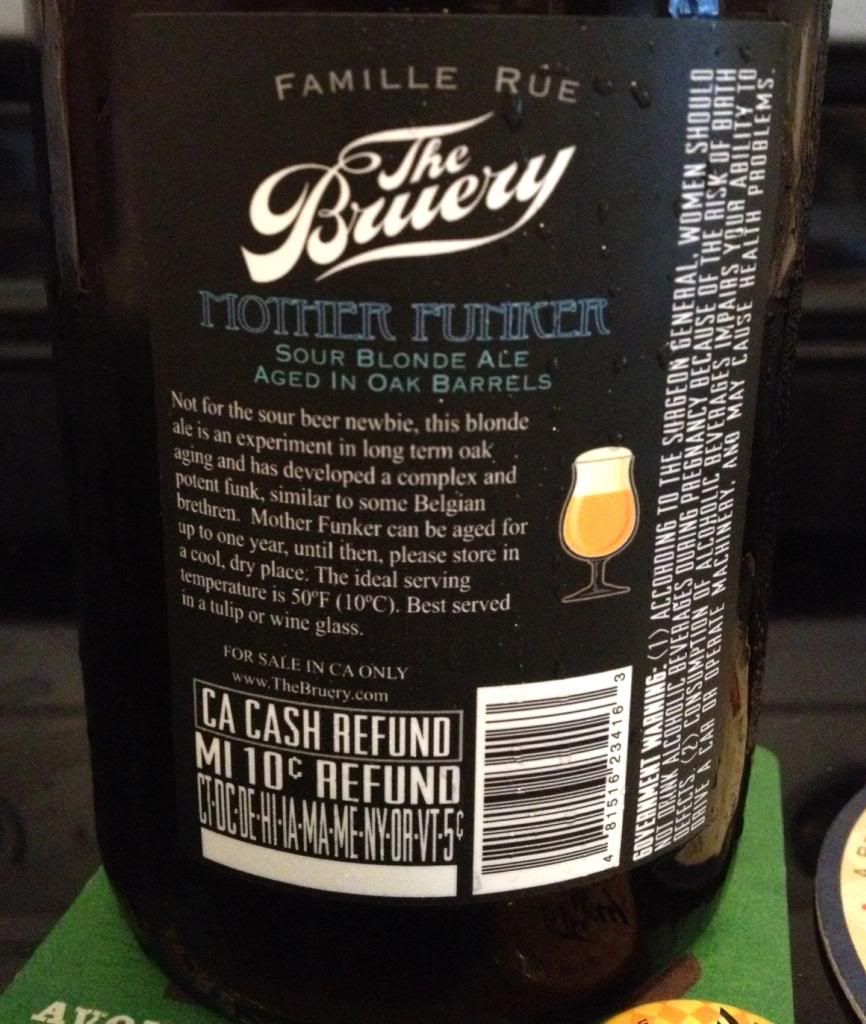 FAMILLE RUE
The
Bruery
MOTHER FUNKER
SOUR BLONDE ALE
AGED IN OAK BARRELS
Not for the sour beer newbie, this blonde
ale is an experiment in long term oak
aging and has developed a complex and
potent funk, similar to some Belgian
brethren. Mother Funker can be aged for
up to one year, until then, please store in
a cool, dry place. The ideal serving
temperature is 50ºF (10ºC). Best served
in a tulip or wine glass.
FOR SALE IN CA ONLY
www.TheBruery.com
CA CASH REFUND
MI 10¢ REFUND
CT·DC·DE·HI·IA·MA·ME·NY·OR·VT·5¢
4 81516 23416 3
GOVERNMENT WARNING: (1) ACCORDING TO THE SURGEON GENERAL, WOMEN SHOULD
NOT DRINK ALCOHOLIC BEVERAGES DURING PREGNANCY BECAUSE OF THE RISK OF BIRTH
DEFECTS. (2) CONSUMPTION OF ALCOHOLIC BEVERAGES IMPAIRS YOUR ABILITY TO
DRIVE A CAR OR OPERATE MACHINERY, AND MAY CAUSE HEALTH PROBLEMS.